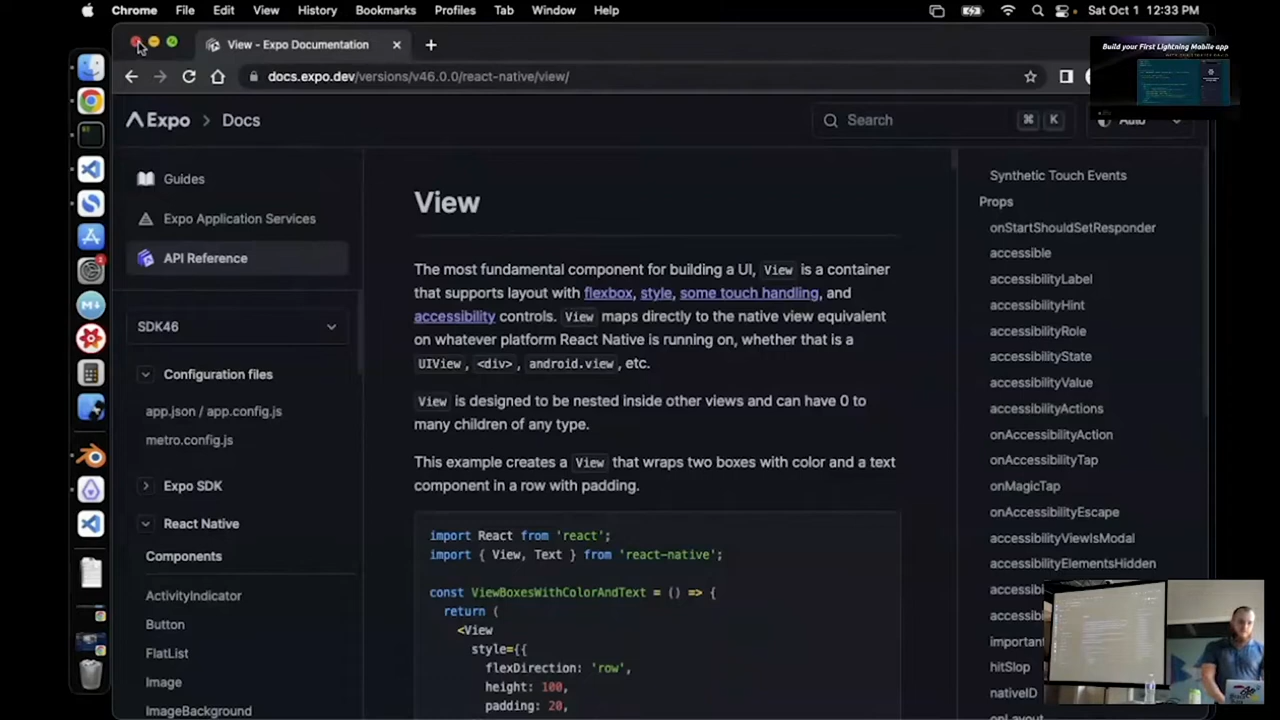 Chrome File Edit View History Bookmarks Profiles Tab Window Help Sat Oct 1 12:33 PM
View - Expo Documentation
docs.expo.dev/versions/v46.0.0/react-native/view/
Build your First Lightning Mobile app
Expo > Docs
Search ⌘ K
Auto
Guides
Expo Application Services
API Reference
SDK46
Configuration files
app.json / app.config.js
metro.config.js
Expo SDK
React Native
Components
ActivityIndicator
Button
FlatList
Image
ImageBackground
View
The most fundamental component for building a UI, View is a container
that supports layout with flexbox, style, some touch handling, and
accessibility controls. View maps directly to the native view equivalent
on whatever platform React Native is running on, whether that is a
UIView, <div>, android.view, etc.
View is designed to be nested inside other views and can have 0 to
many children of any type.
This example creates a View that wraps two boxes with color and a text
component in a row with padding.
import React from 'react';
import { View, Text } from 'react-native';
const ViewBoxesWithColorAndText = () => {
return (
<View
style={{
flexDirection: 'row',
height: 100,
padding: 20,
Synthetic Touch Events
Props
onStartShouldSetResponder
accessible
accessibilityLabel
accessibilityHint
accessibilityRole
accessibilityState
accessibilityValue
accessibilityActions
onAccessibilityAction
onAccessibilityTap
onMagicTap
onAccessibilityEscape
accessibilityViewIsModal
accessibilityElementsHidden
hitSlop
nativeID
onLayout